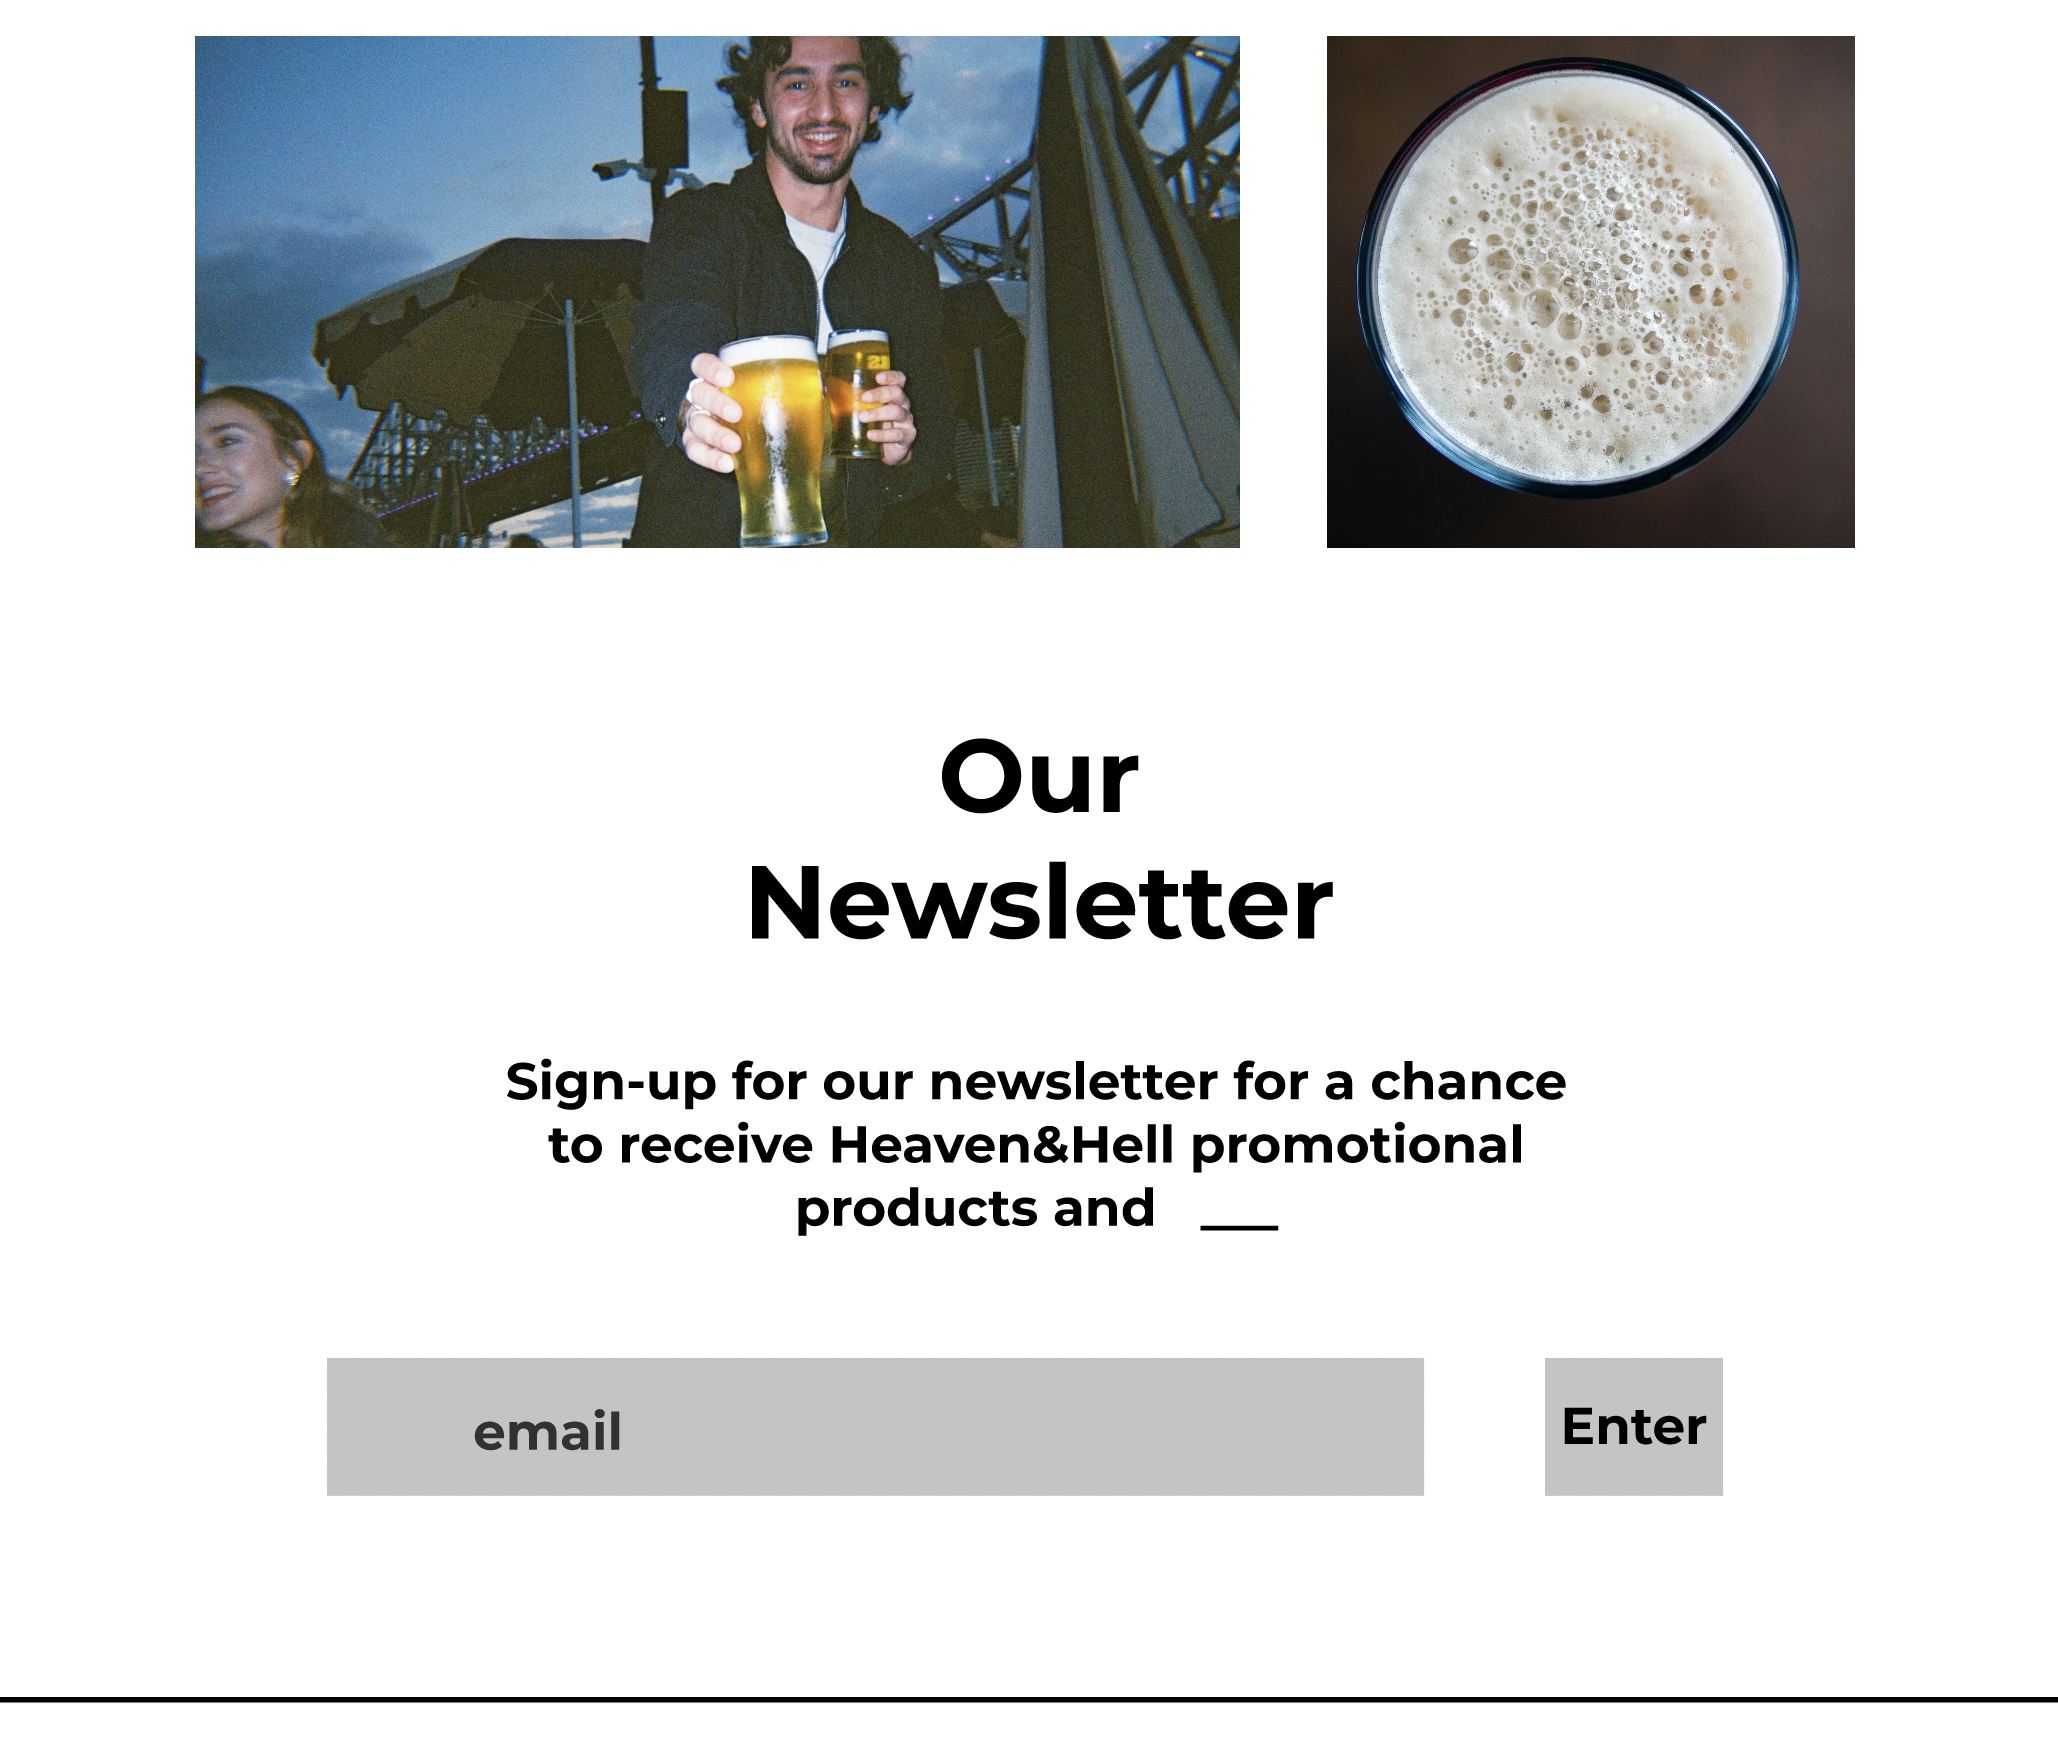 Our
Newsletter
Sign-up for our newsletter for a chance
to receive Heaven&Hell promotional
products and ___
email
Enter